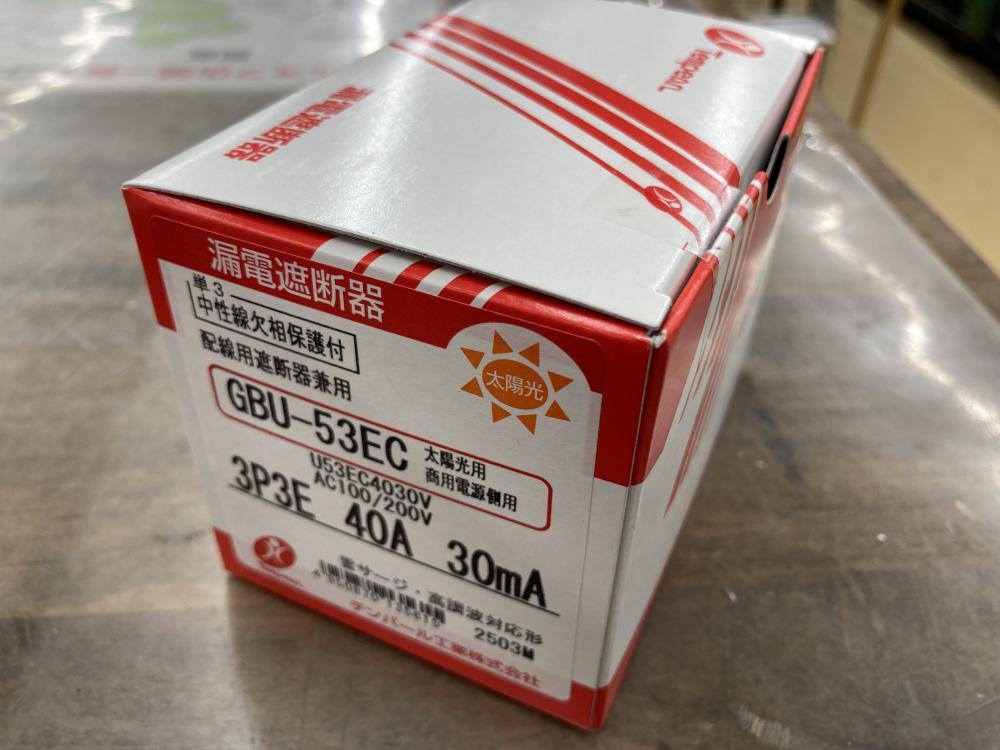 Tempearl
漏電遮断器
漏電遮断器
単3
中性線欠相保護付
配線用遮断器兼用
太陽光
GBU-53EC
太陽光用
商用電源側用
U53EC4030V
AC100/200V
3P3E 40A 30mA
雷サージ、高調波対応形
2503M
テンパール工業株式会社